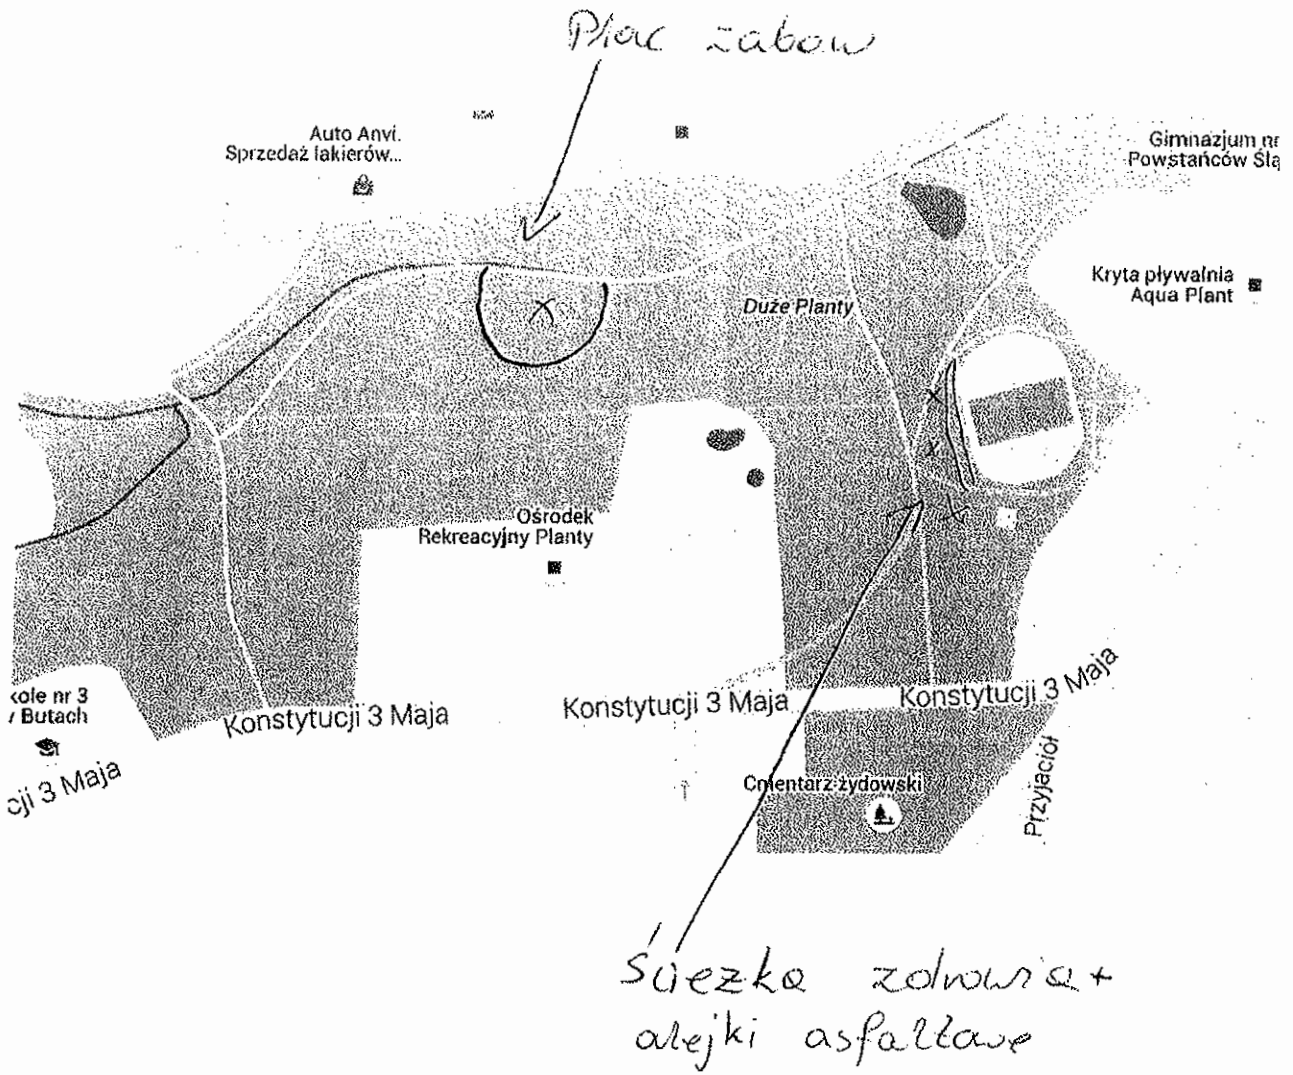 Plac zabaw
Auto Anvi.
Sprzedaż lakierów...
Gimnazjum nr
Powstańców Ślą
Kryta pływalnia
Aqua Plant
Duże Planty
Ośrodek
Rekreacyjny Planty
kole nr 3
Butach
Konstytucji 3 Maja
Konstytucji 3 Maja
Konstytucji 3 Maja
cji 3 Maja
Cmentarz żydowski
Przyjaciół
Ścieżka zdrowia +
alejki asfaltowe